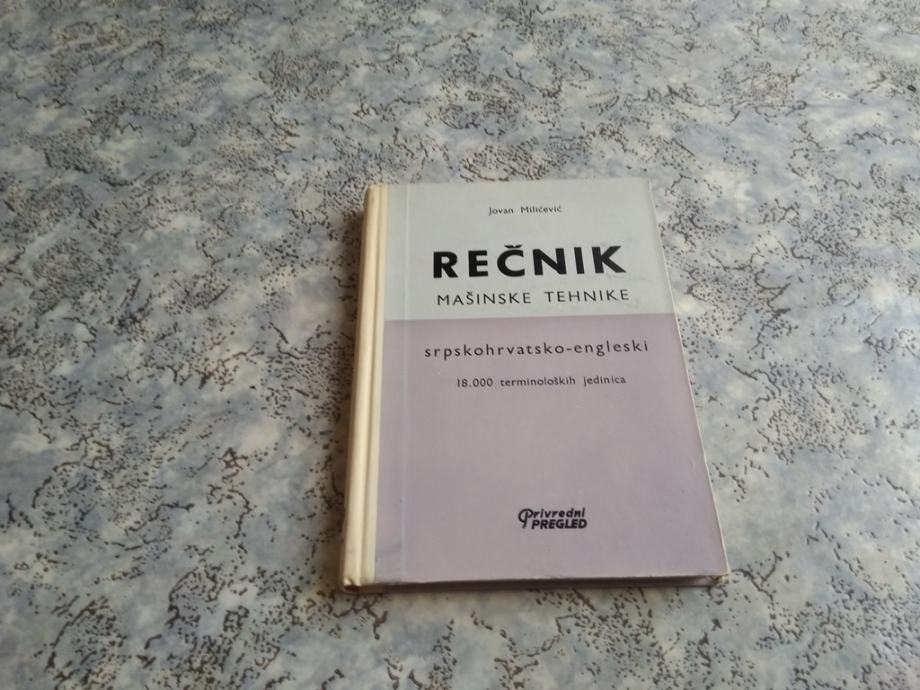 Jovan Milićević
REČNIK
MAŠINSKE TEHNIKE
srpskohrvatsko-engleski
18.000 terminoloških jedinica
Privredni
PREGLED